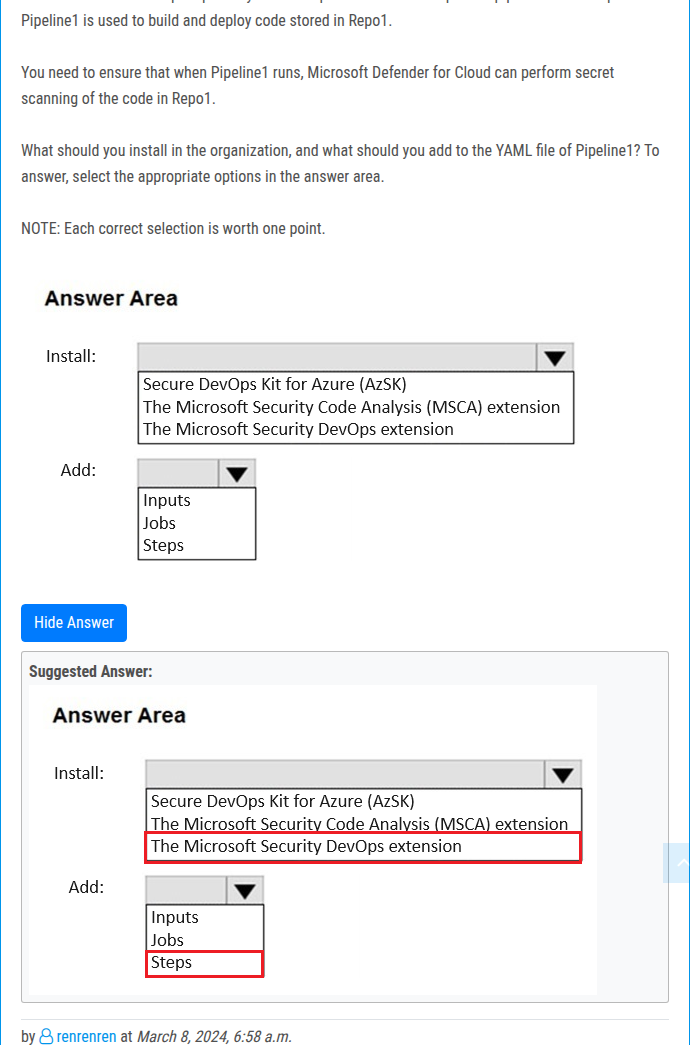 Pipeline1 is used to build and deploy code stored in Repo1.
You need to ensure that when Pipeline1 runs, Microsoft Defender for Cloud can perform secret
scanning of the code in Repo1.
What should you install in the organization, and what should you add to the YAML file of Pipeline1? To
answer, select the appropriate options in the answer area.
NOTE: Each correct selection is worth one point.
Answer Area
Install:
Secure DevOps Kit for Azure (AzSK)
The Microsoft Security Code Analysis (MSCA) extension
The Microsoft Security DevOps extension
Add:
Inputs
Jobs
Steps
Hide Answer
Suggested Answer:
Answer Area
Install:
Secure DevOps Kit for Azure (AzSK)
The Microsoft Security Code Analysis (MSCA) extension
The Microsoft Security DevOps extension
Add:
Inputs
Jobs
Steps
by renrenren at March 8, 2024, 6:58 a.m.